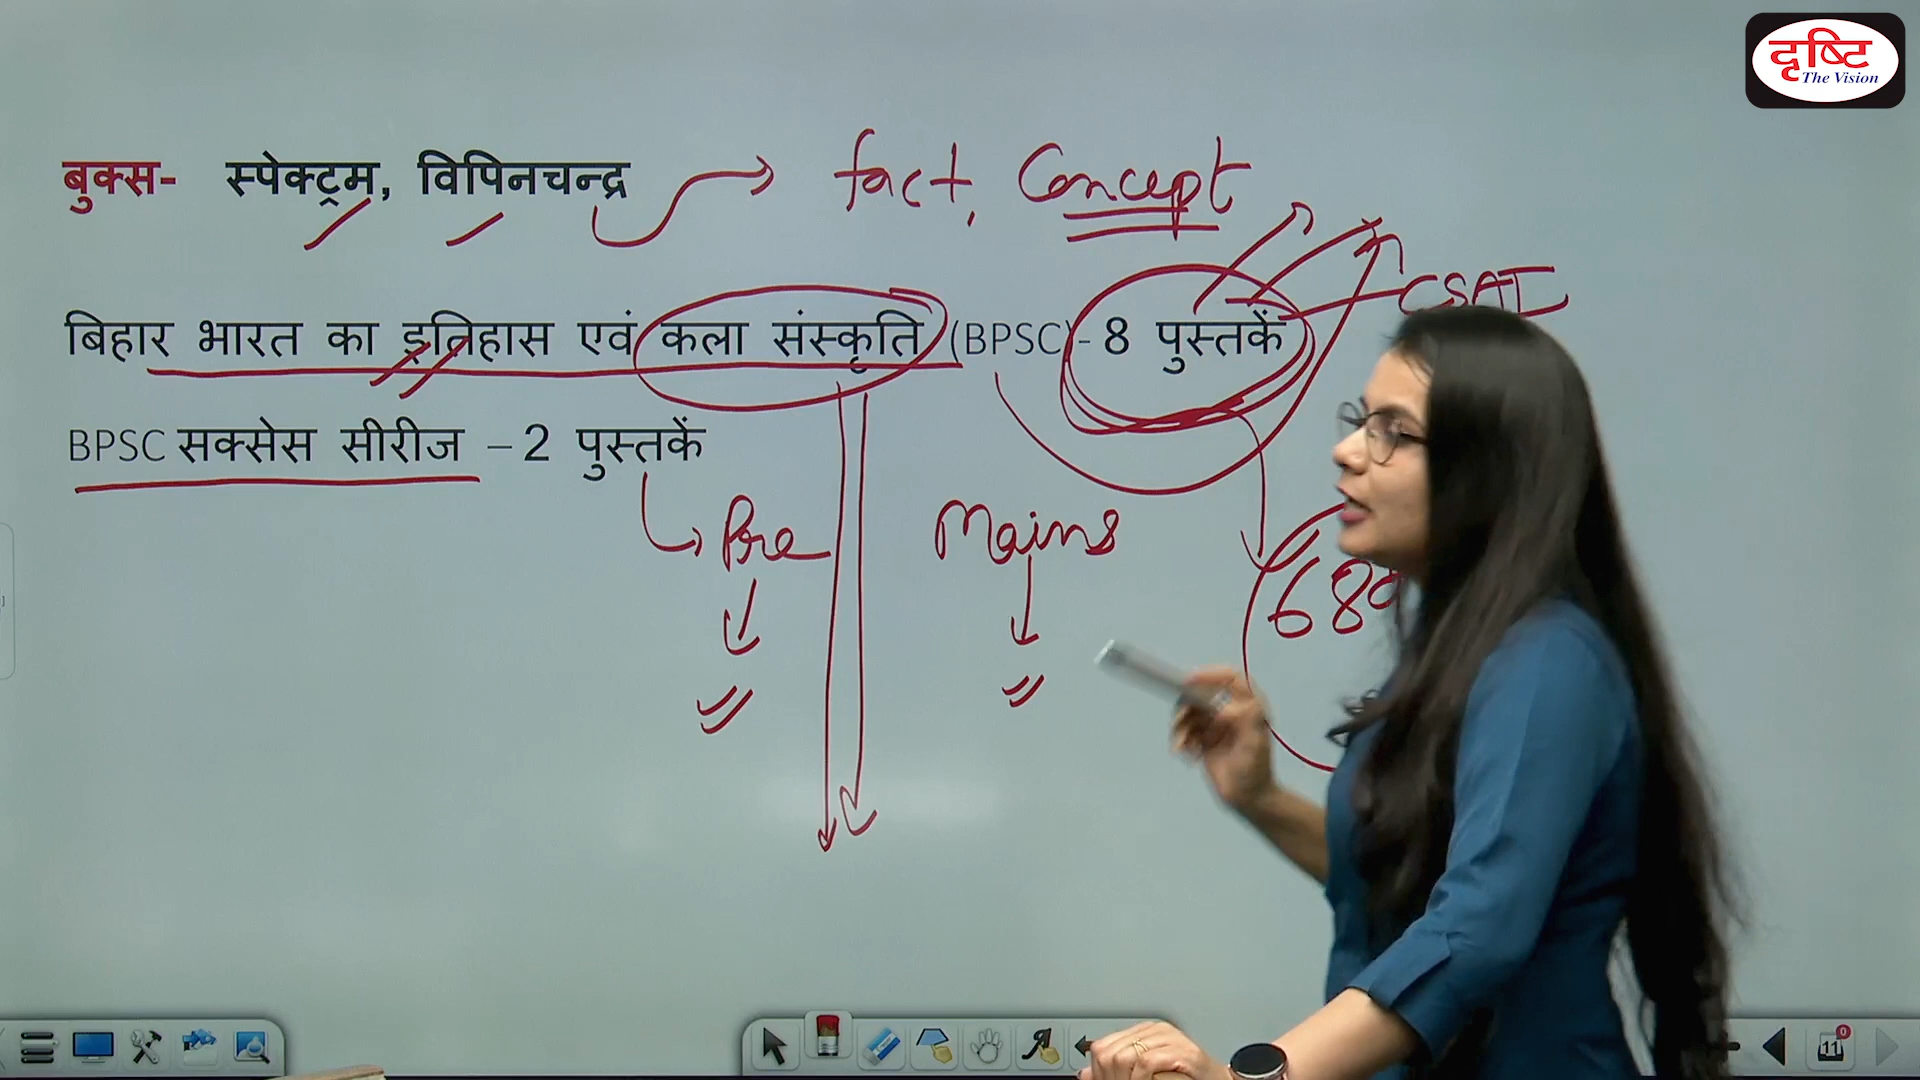 दृष्टि
The Vision
बुक्स- स्पेक्ट्रम, विपिनचन्द्र
fact, Concept
CSAT
बिहार भारत का इतिहास एवं कला संस्कृति (BPSC)- 8 पुस्तकें
BPSC सक्सेस सीरीज – 2 पुस्तकें
Pre Mains
11
0